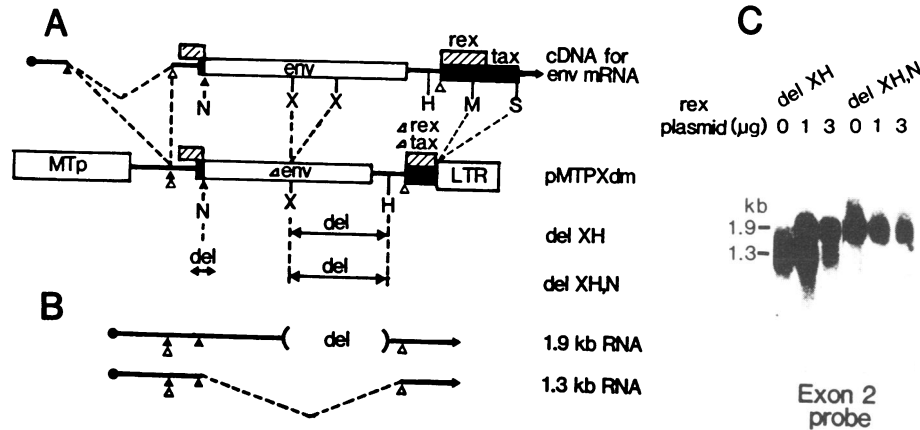 A
rex
tax
cDNA for
env mRNA
env
N
X
X
H
M
S
⊿ rex
⊿ tax
MTp
⊿env
LTR
pMTPXdm
N
X
H
del
del XH
del
del
del XH,N
B
del
1.9 kb RNA
1.3 kb RNA
C
del XH
del XH,N
rex
plasmid (µg)
0 1 3 0 1 3
kb
1.9
1.3
Exon 2
probe